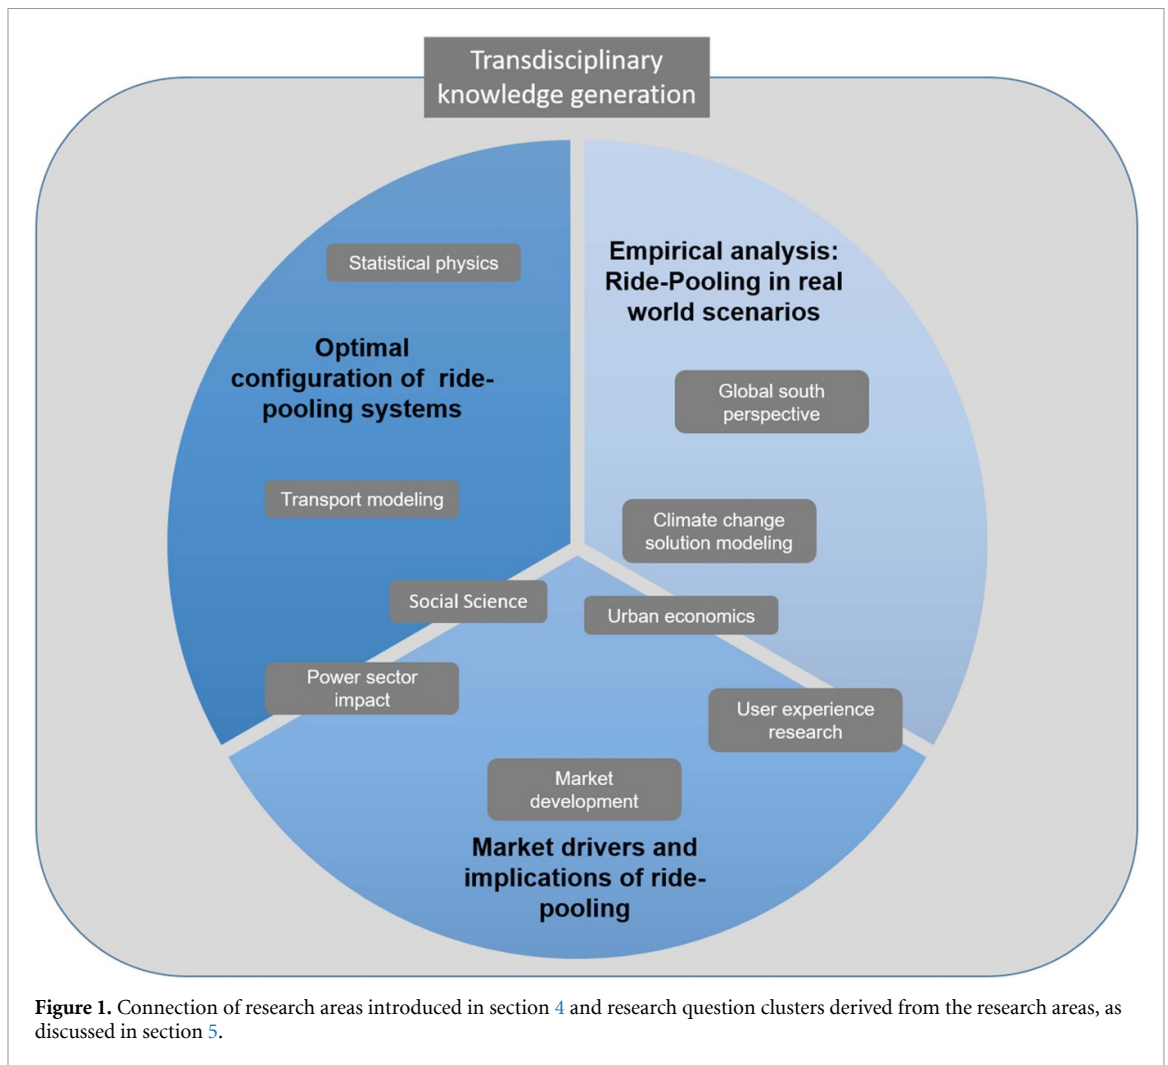 Transdisciplinary
knowledge generation
Statistical physics
Optimal
configuration of ride-
pooling systems
Transport modeling
Empirical analysis:
Ride-Pooling in real
world scenarios
Global south
perspective
Climate change
solution modeling
Social Science
Urban economics
Power sector
impact
User experience
research
Market
development
Market drivers and
implications of ride-
pooling
Figure 1. Connection of research areas introduced in section 4 and research question clusters derived from the research areas, as
discussed in section 5.